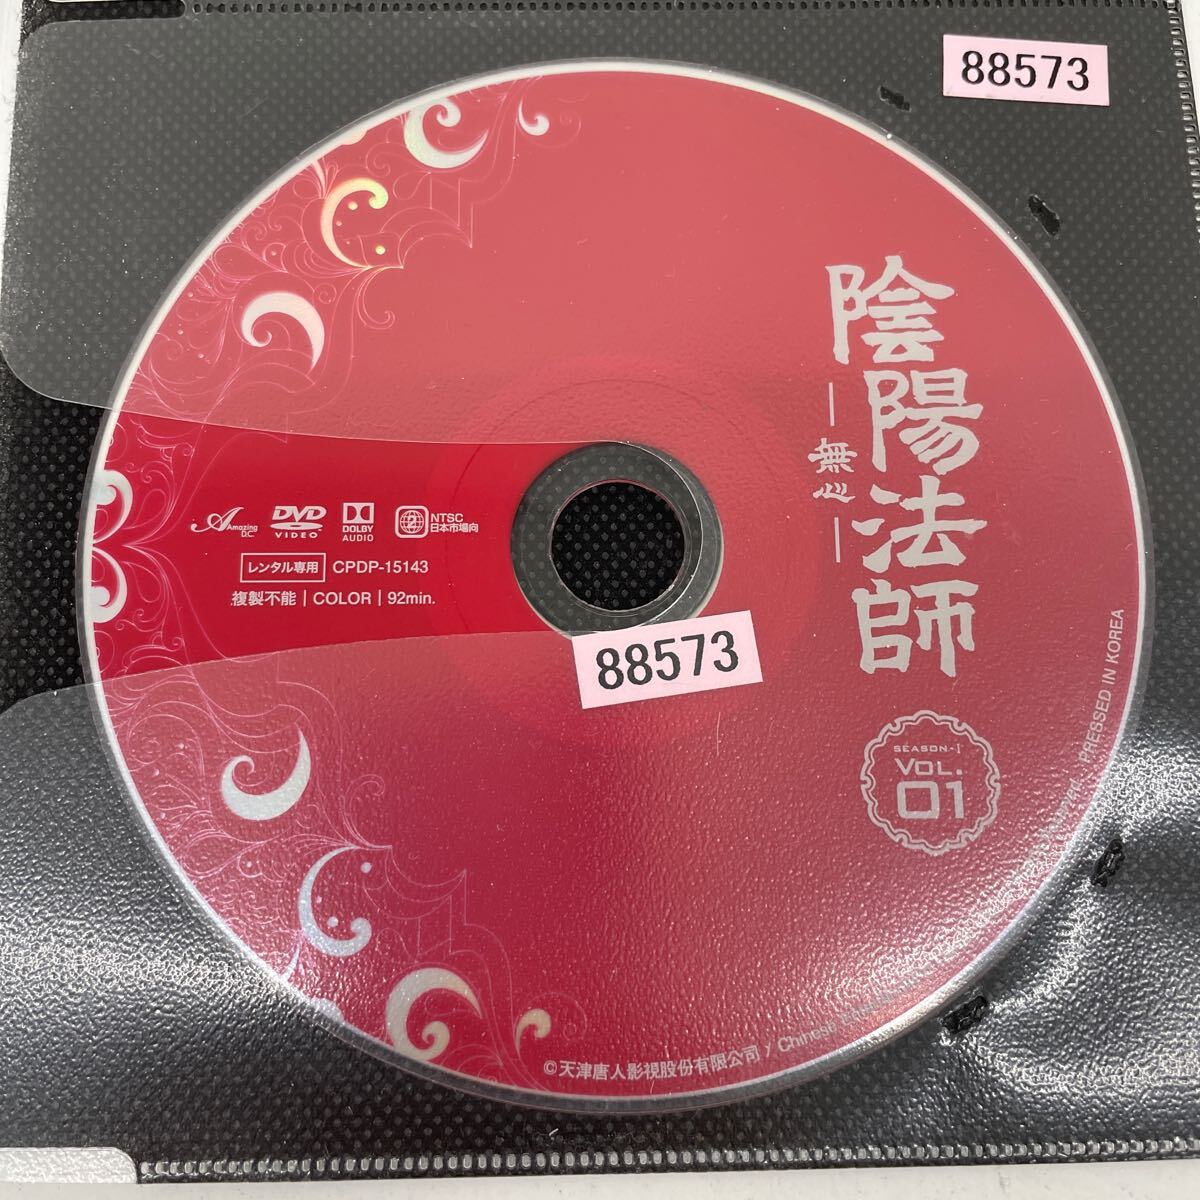 88573
陰陽法師
―無心―
SEASON-I
VOL.
01
Amazing D.C.
DVD
VIDEO
DOLBY
AUDIO
2
NTSC
日本市場向
レンタル専用 CPDP-15143
複製不能 | COLOR | 92min.
88573
©天津唐人影視股份有限公司 / Chinese
PRESSED IN KOREA